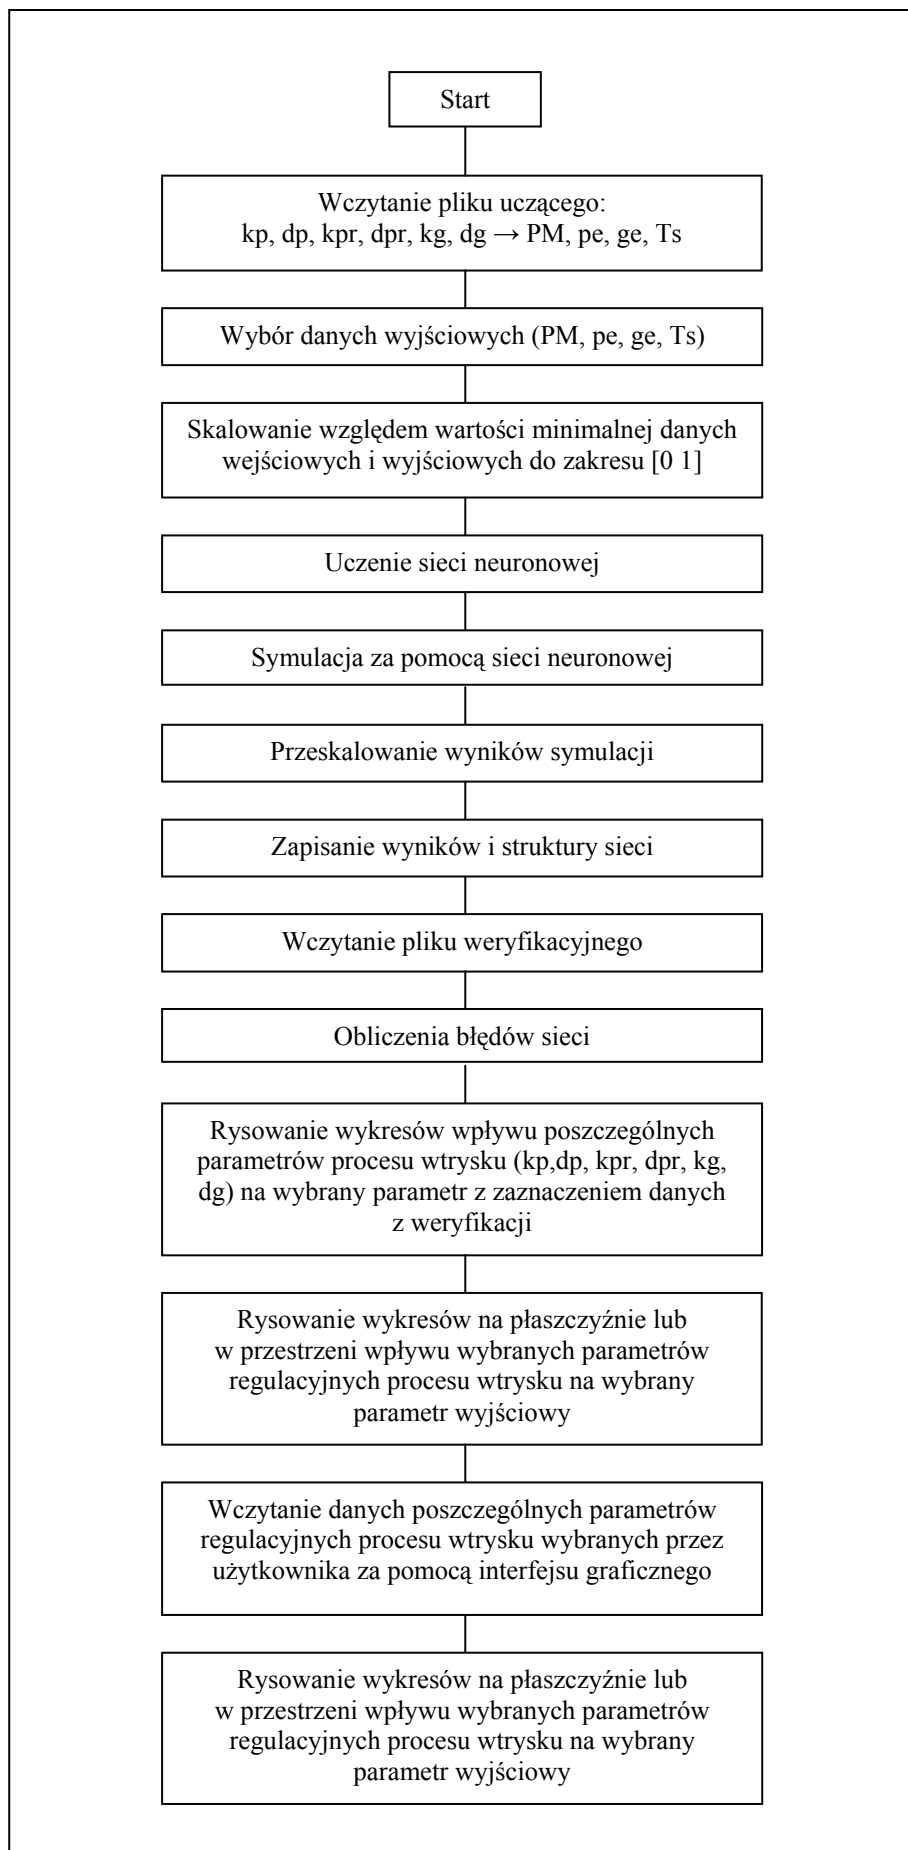 Start
Wczytanie pliku uczącego:
kp, dp, kpr, dpr, kg, dg → PM, pe, ge, Ts
Wybór danych wyjściowych (PM, pe, ge, Ts)
Skalowanie względem wartości minimalnej danych
wejściowych i wyjściowych do zakresu [0 1]
Uczenie sieci neuronowej
Symulacja za pomocą sieci neuronowej
Przeskalowanie wyników symulacji
Zapisanie wyników i struktury sieci
Wczytanie pliku weryfikacyjnego
Obliczenia błędów sieci
Rysowanie wykresów wpływu poszczególnych
parametrów procesu wtrysku (kp,dp, kpr, dpr, kg,
dg) na wybrany parametr z zaznaczeniem danych
z weryfikacji
Rysowanie wykresów na płaszczyźnie lub
w przestrzeni wpływu wybranych parametrów
regulacyjnych procesu wtrysku na wybrany
parametr wyjściowy
Wczytanie danych poszczególnych parametrów
regulacyjnych procesu wtrysku wybranych przez
użytkownika za pomocą interfejsu graficznego
Rysowanie wykresów na płaszczyźnie lub
w przestrzeni wpływu wybranych parametrów
regulacyjnych procesu wtrysku na wybrany
parametr wyjściowy